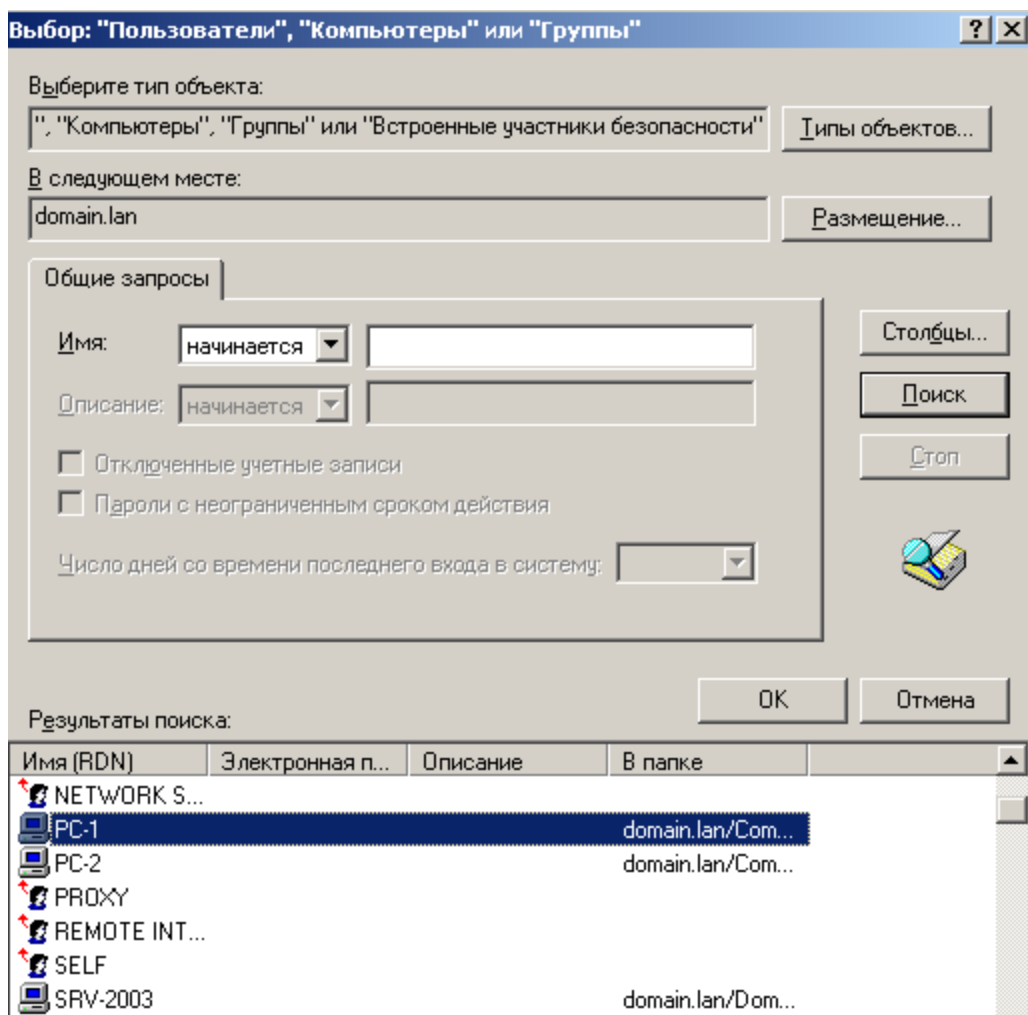 Выбор: "Пользователи", "Компьютеры" или "Группы"
Выберите тип объекта:
", "Компьютеры", "Группы" или "Встроенные участники безопасности"
Типы объектов...
В следующем месте:
domain.lan
Размещение...
Общие запросы
Имя: начинается
Столбцы...
Описание: начинается
Поиск
Отключенные учетные записи
Стоп
Пароли с неограниченным сроком действия
Число дней со времени последнего входа в систему:
OK Отмена
Результаты поиска:
Имя (RDN) Электронная п... Описание В папке
NETWORK S...
PC-1 domain.lan/Com...
PC-2 domain.lan/Com...
PROXY
REMOTE INT...
SELF
SRV-2003 domain.lan/Dom...